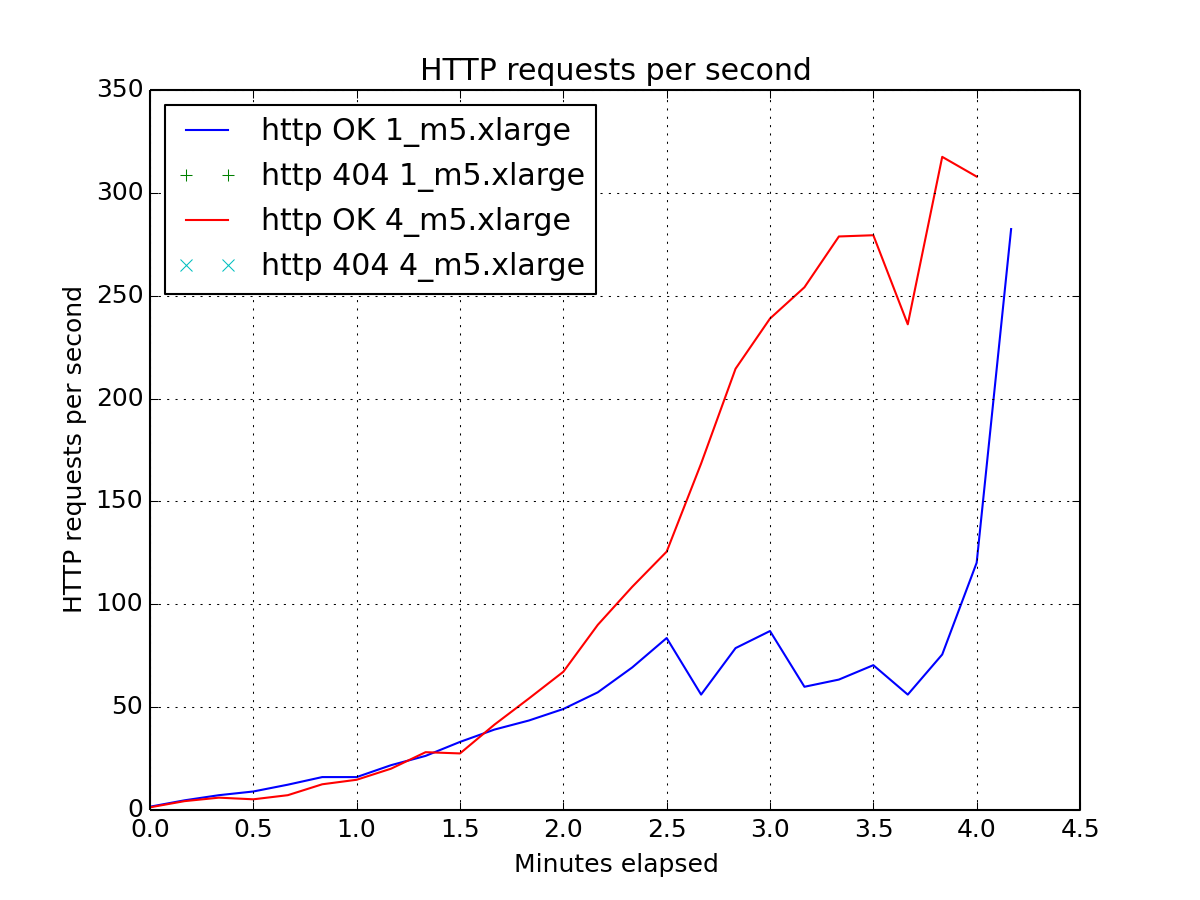 HTTP requests per second
350
300
250
200
150
100
50
0
HTTP requests per second
http OK 1_m5.xlarge
http 404 1_m5.xlarge
http OK 4_m5.xlarge
http 404 4_m5.xlarge
0.0 0.5 1.0 1.5 2.0 2.5 3.0 3.5 4.0 4.5
Minutes elapsed